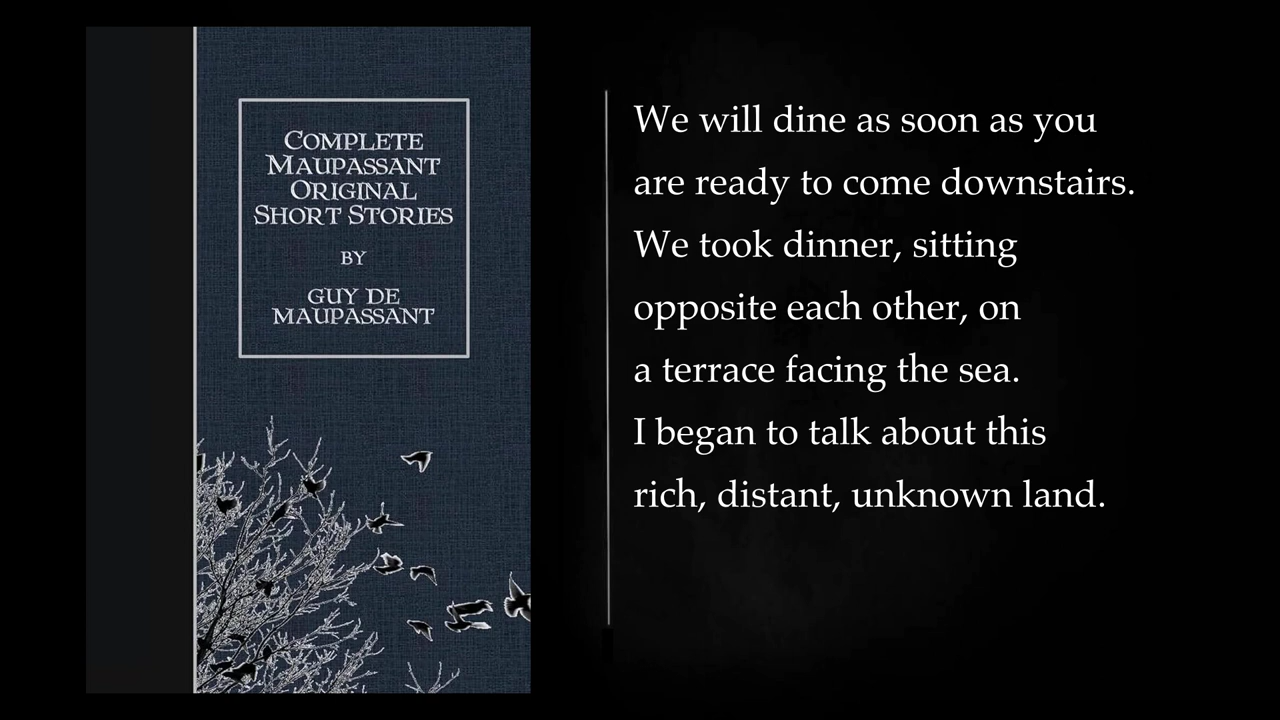 COMPLETE
MAUPASSANT
ORIGINAL
SHORT STORIES
BY
GUY DE
MAUPASSANT
We will dine as soon as you
are ready to come downstairs.
We took dinner, sitting
opposite each other, on
a terrace facing the sea.
I began to talk about this
rich, distant, unknown land.